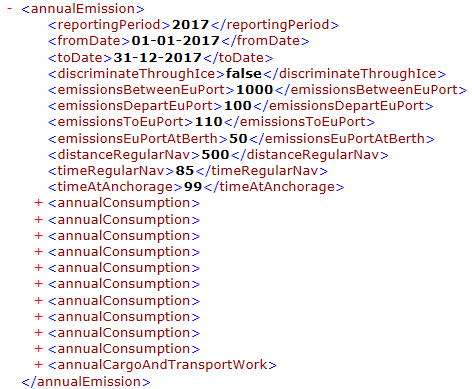 - <annualEmission>
<reportingPeriod>2017</reportingPeriod>
<fromDate>01-01-2017</fromDate>
<toDate>31-12-2017</toDate>
<discriminateThroughIce>false</discriminateThroughIce>
<emissionsBetweenEuPort>1000</emissionsBetweenEuPort>
<emissionsDepartEuPort>100</emissionsDepartEuPort>
<emissionsToEuPort>110</emissionsToEuPort>
<emissionsEuPortAtBerth>50</emissionsEuPortAtBerth>
<distanceRegularNav>500</distanceRegularNav>
<timeRegularNav>85</timeRegularNav>
<timeAtAnchorage>99</timeAtAnchorage>
+ <annualConsumption>
+ <annualConsumption>
+ <annualConsumption>
+ <annualConsumption>
+ <annualConsumption>
+ <annualConsumption>
+ <annualConsumption>
+ <annualConsumption>
+ <annualConsumption>
+ <annualConsumption>
+ <annualCargoAndTransportWork>
</annualEmission>